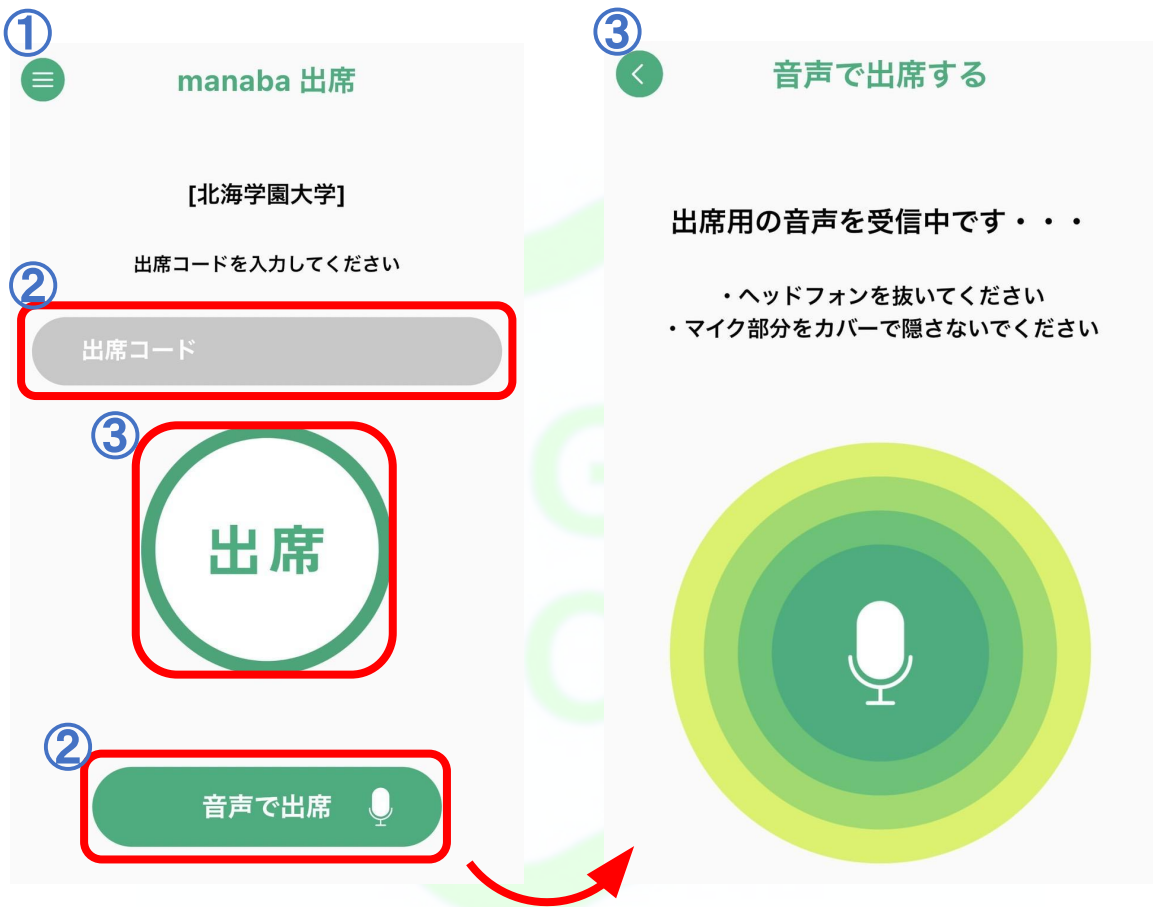 ①
manaba 出席
[北海学園大学]
出席コードを入力してください
②
出席コード
③
出席
②
音声で出席
③
音声で出席する
出席用の音声を受信中です・・・
・ヘッドフォンを抜いてください
・マイク部分をカバーで隠さないでください